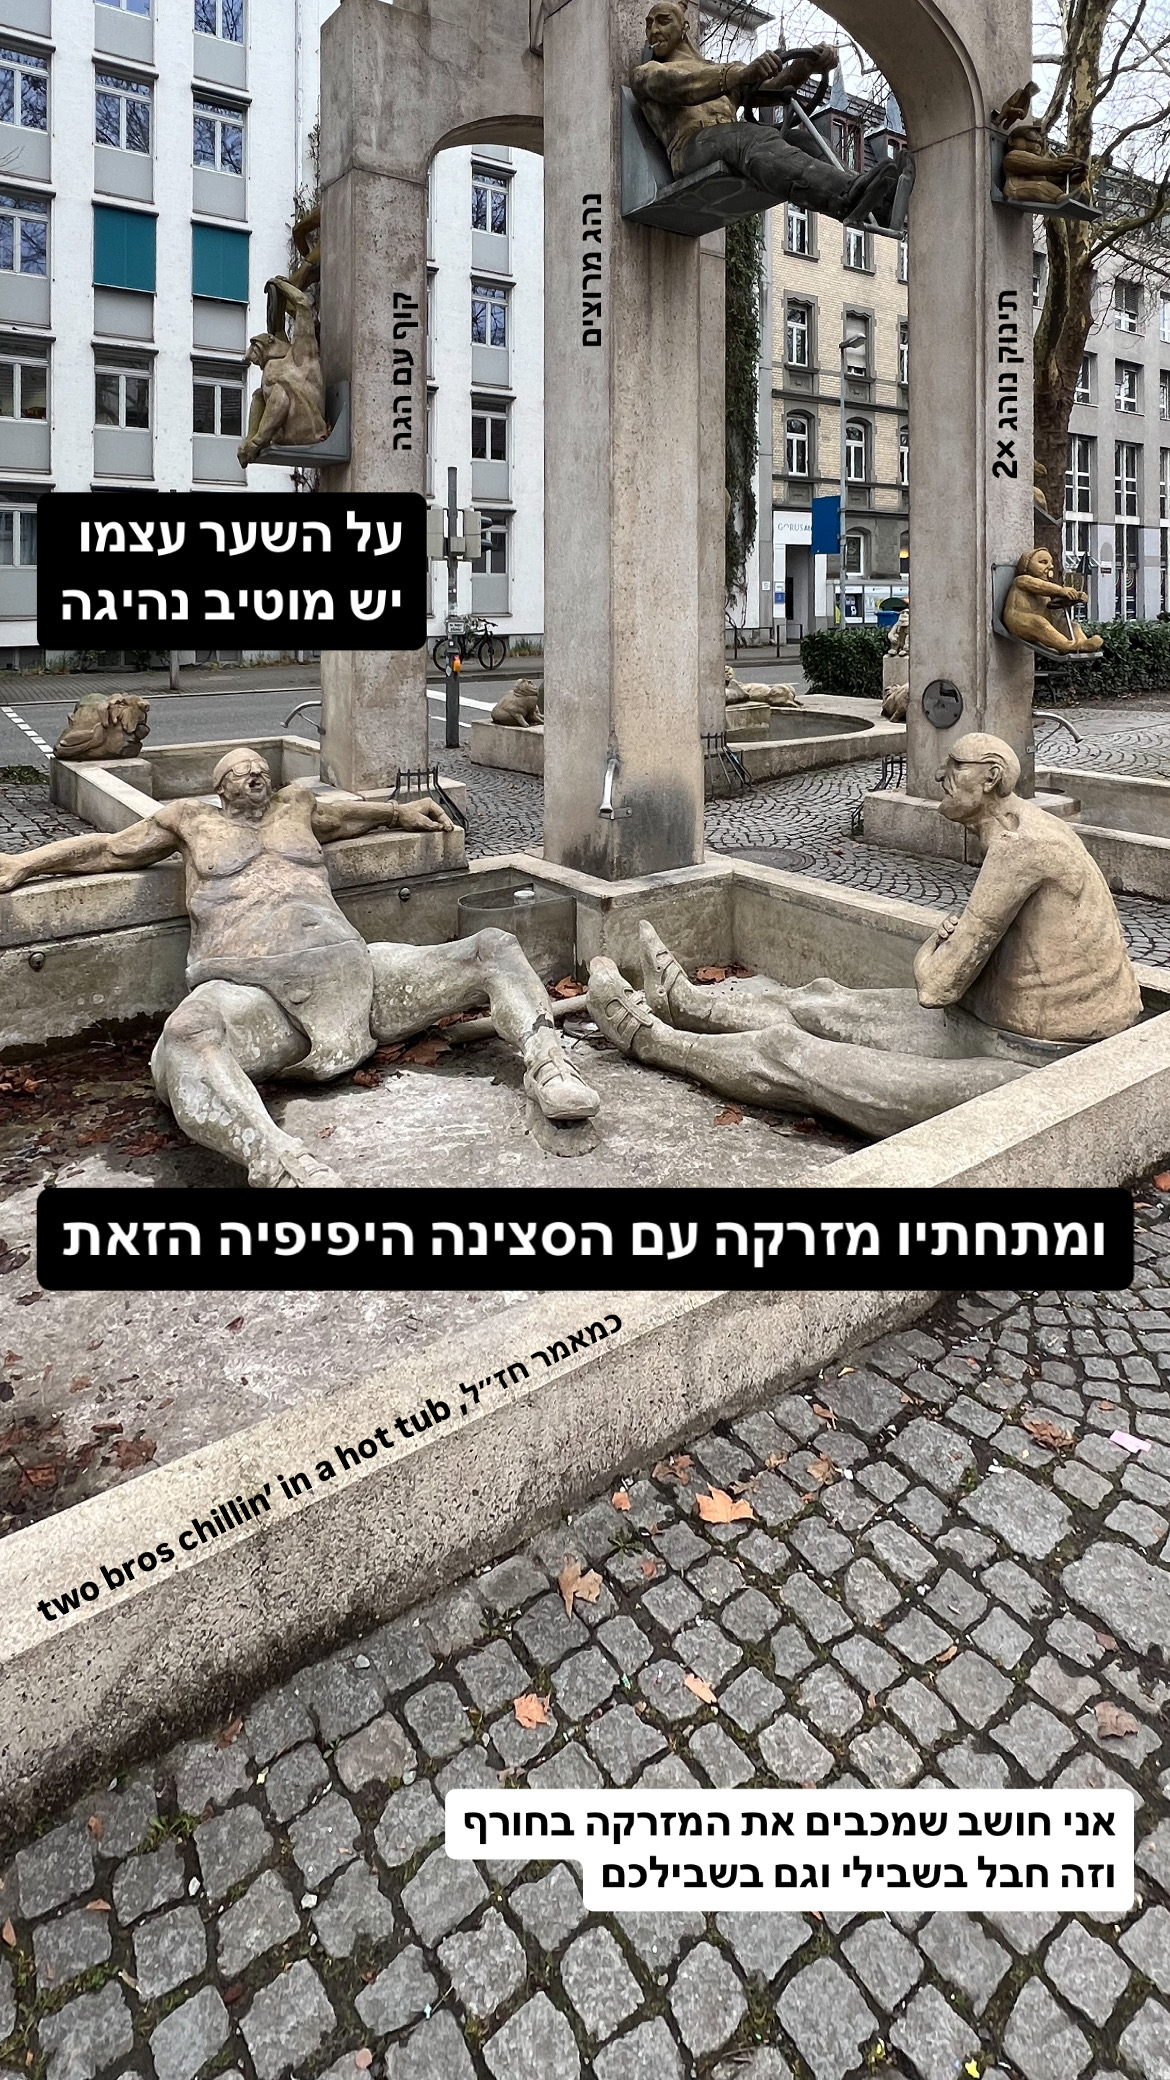 נהג מרוצים
קוף עם הגה
תינוק נוהג ×2
על השער עצמו
יש מוטיב נהיגה
ומתחתיו מזרקה עם הסצינה היפיפיה הזאת
כמאמר חז״ל, two bros chillin’ in a hot tub
אני חושב שמכבים את המזרקה בחורף
וזה חבל בשבילי וגם בשבילכם